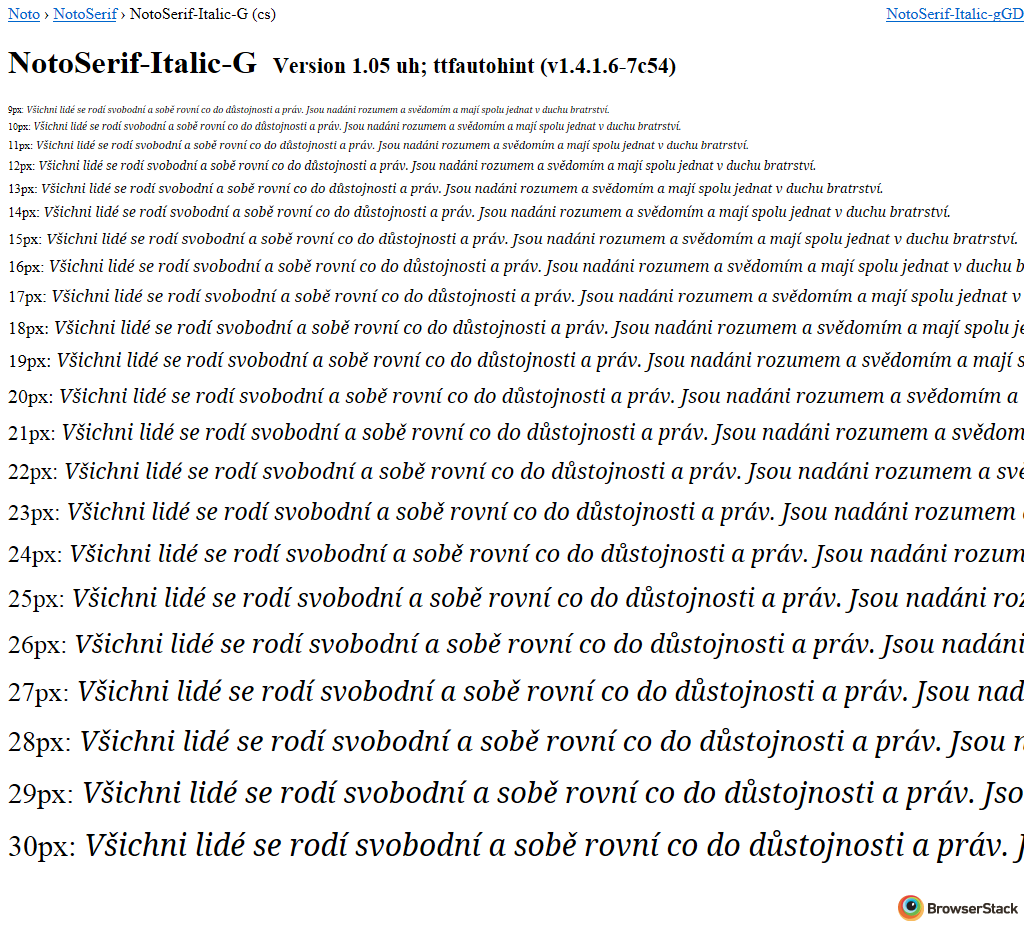 Noto › NotoSerif › NotoSerif-Italic-G (cs) NotoSerif-Italic-gGD
NotoSerif-Italic-G Version 1.05 uh; ttfautohint (v1.4.1.6-7c54)
9px: Všichni lidé se rodí svobodní a sobě rovní co do důstojnosti a práv. Jsou nadáni rozumem a svědomím a mají spolu jednat v duchu bratrství.
10px: Všichni lidé se rodí svobodní a sobě rovní co do důstojnosti a práv. Jsou nadáni rozumem a svědomím a mají spolu jednat v duchu bratrství.
11px: Všichni lidé se rodí svobodní a sobě rovní co do důstojnosti a práv. Jsou nadáni rozumem a svědomím a mají spolu jednat v duchu bratrství.
12px: Všichni lidé se rodí svobodní a sobě rovní co do důstojnosti a práv. Jsou nadáni rozumem a svědomím a mají spolu jednat v duchu bratrství.
13px: Všichni lidé se rodí svobodní a sobě rovní co do důstojnosti a práv. Jsou nadáni rozumem a svědomím a mají spolu jednat v duchu bratrství.
14px: Všichni lidé se rodí svobodní a sobě rovní co do důstojnosti a práv. Jsou nadáni rozumem a svědomím a mají spolu jednat v duchu bratrství.
15px: Všichni lidé se rodí svobodní a sobě rovní co do důstojnosti a práv. Jsou nadáni rozumem a svědomím a mají spolu jednat v duchu bratrství.
16px: Všichni lidé se rodí svobodní a sobě rovní co do důstojnosti a práv. Jsou nadáni rozumem a svědomím a mají spolu jednat v duchu b
17px: Všichni lidé se rodí svobodní a sobě rovní co do důstojnosti a práv. Jsou nadáni rozumem a svědomím a mají spolu jednat v
18px: Všichni lidé se rodí svobodní a sobě rovní co do důstojnosti a práv. Jsou nadáni rozumem a svědomím a mají spolu je
19px: Všichni lidé se rodí svobodní a sobě rovní co do důstojnosti a práv. Jsou nadáni rozumem a svědomím a mají s
20px: Všichni lidé se rodí svobodní a sobě rovní co do důstojnosti a práv. Jsou nadáni rozumem a svědomím a
21px: Všichni lidé se rodí svobodní a sobě rovní co do důstojnosti a práv. Jsou nadáni rozumem a svědom
22px: Všichni lidé se rodí svobodní a sobě rovní co do důstojnosti a práv. Jsou nadáni rozumem a svě
23px: Všichni lidé se rodí svobodní a sobě rovní co do důstojnosti a práv. Jsou nadáni rozumem
24px: Všichni lidé se rodí svobodní a sobě rovní co do důstojnosti a práv. Jsou nadáni rozum
25px: Všichni lidé se rodí svobodní a sobě rovní co do důstojnosti a práv. Jsou nadáni roz
26px: Všichni lidé se rodí svobodní a sobě rovní co do důstojnosti a práv. Jsou nadáni
27px: Všichni lidé se rodí svobodní a sobě rovní co do důstojnosti a práv. Jsou nad
28px: Všichni lidé se rodí svobodní a sobě rovní co do důstojnosti a práv. Jsou n
29px: Všichni lidé se rodí svobodní a sobě rovní co do důstojnosti a práv. Jso
30px: Všichni lidé se rodí svobodní a sobě rovní co do důstojnosti a práv. J
BrowserStack